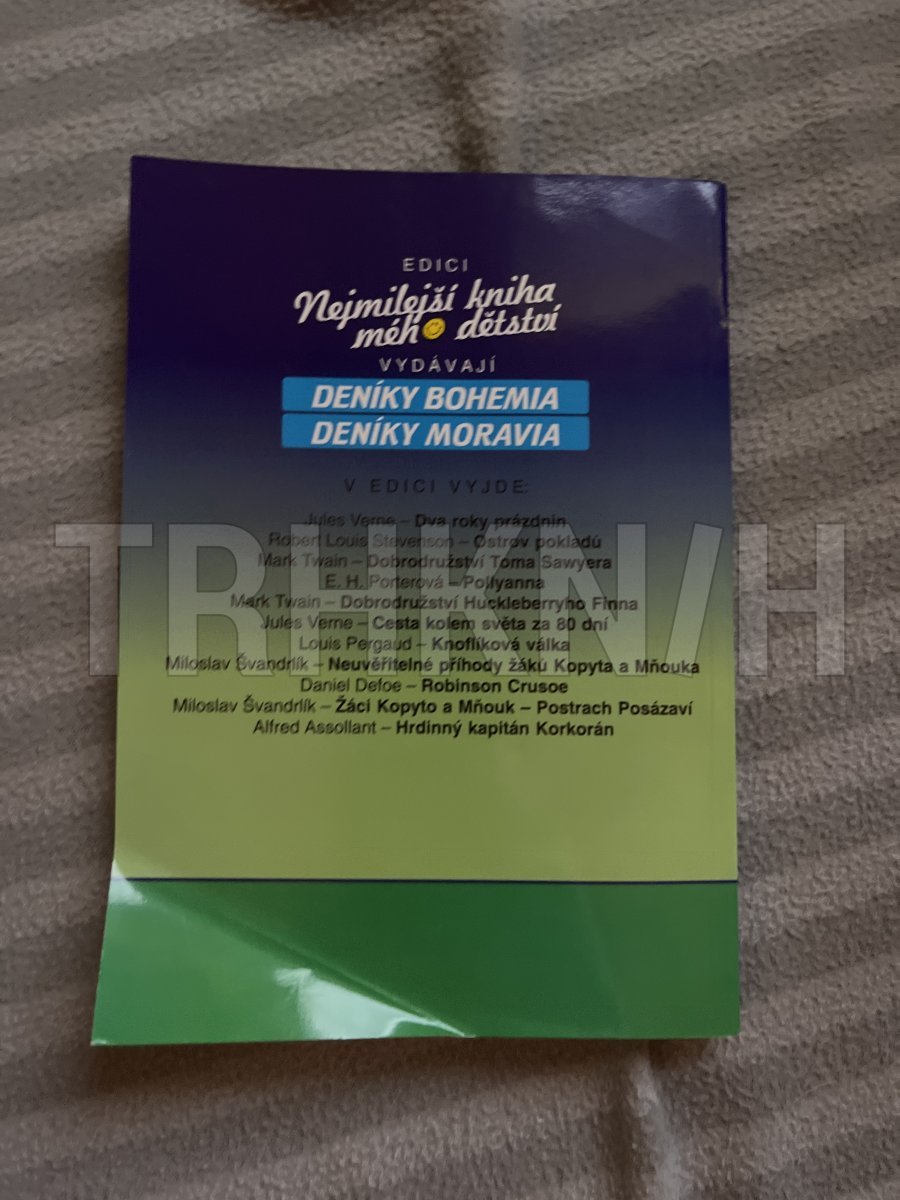 EDICI
Nejmilejší kniha
mého dětství
VYDÁVAJÍ
DENÍKY BOHEMIA
DENÍKY MORAVIA
V EDICI VYJDE:
Jules Verne – Dva roky prázdnin
Robert Louis Stevenson – Ostrov pokladů
Mark Twain – Dobrodružství Toma Sawyera
E. H. Porterová – Pollyanna
Mark Twain – Dobrodružství Huckleberryho Finna
Jules Verne – Cesta kolem světa za 80 dní
Louis Pergaud – Knoflíková válka
Miloslav Švandrlík – Neuvěřitelné příhody žáků Kopyta a Mňouka
Daniel Defoe – Robinson Crusoe
Miloslav Švandrlík – Žáci Kopyto a Mňouk – Postrach Posázaví
Alfred Assollant – Hrdinný kapitán Korkorán